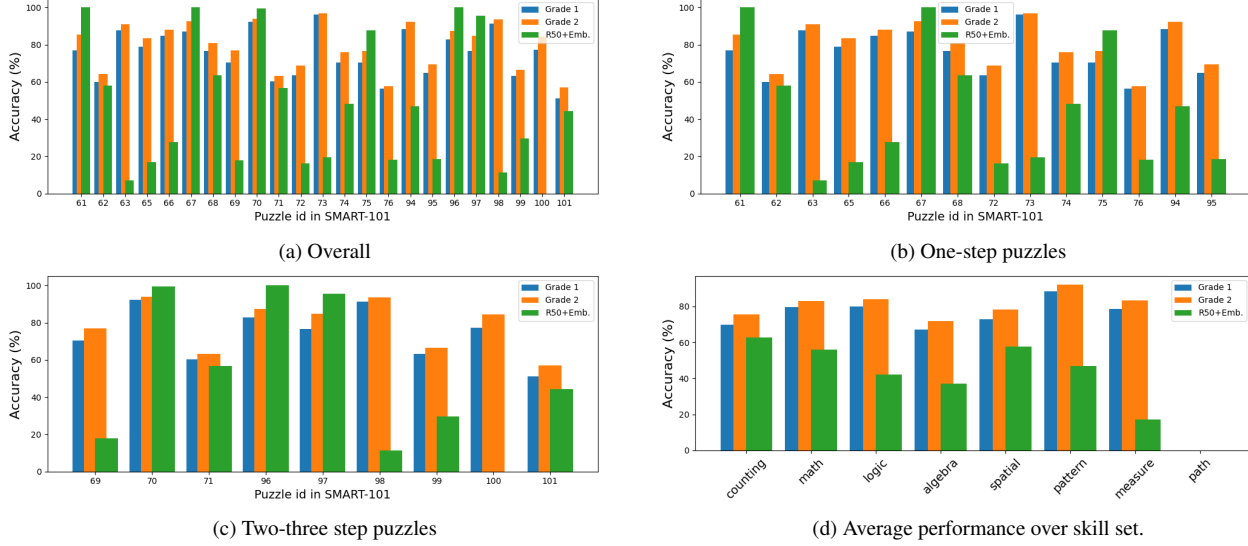 Accuracy (%)
100
80
60
40
20
0
Grade 1
Grade 2
R50+Emb.
61 62 63 65 66 67 68 69 70 71 72 73 74 75 76 94 95 96 97 98 99 100 101
Puzzle id in SMART-101
(a) Overall
Accuracy (%)
100
80
60
40
20
0
Grade 1
Grade 2
R50+Emb.
61 62 63 65 66 67 68 72 73 74 75 76 94 95
Puzzle id in SMART-101
(b) One-step puzzles
Accuracy (%)
100
80
60
40
20
0
Grade 1
Grade 2
R50+Emb.
69 70 71 96 97 98 99 100 101
Puzzle id in SMART-101
(c) Two-three step puzzles
Accuracy (%)
80
60
40
20
0
Grade 1
Grade 2
R50+Emb.
counting math logic algebra spatial pattern measure path
(d) Average performance over skill set.